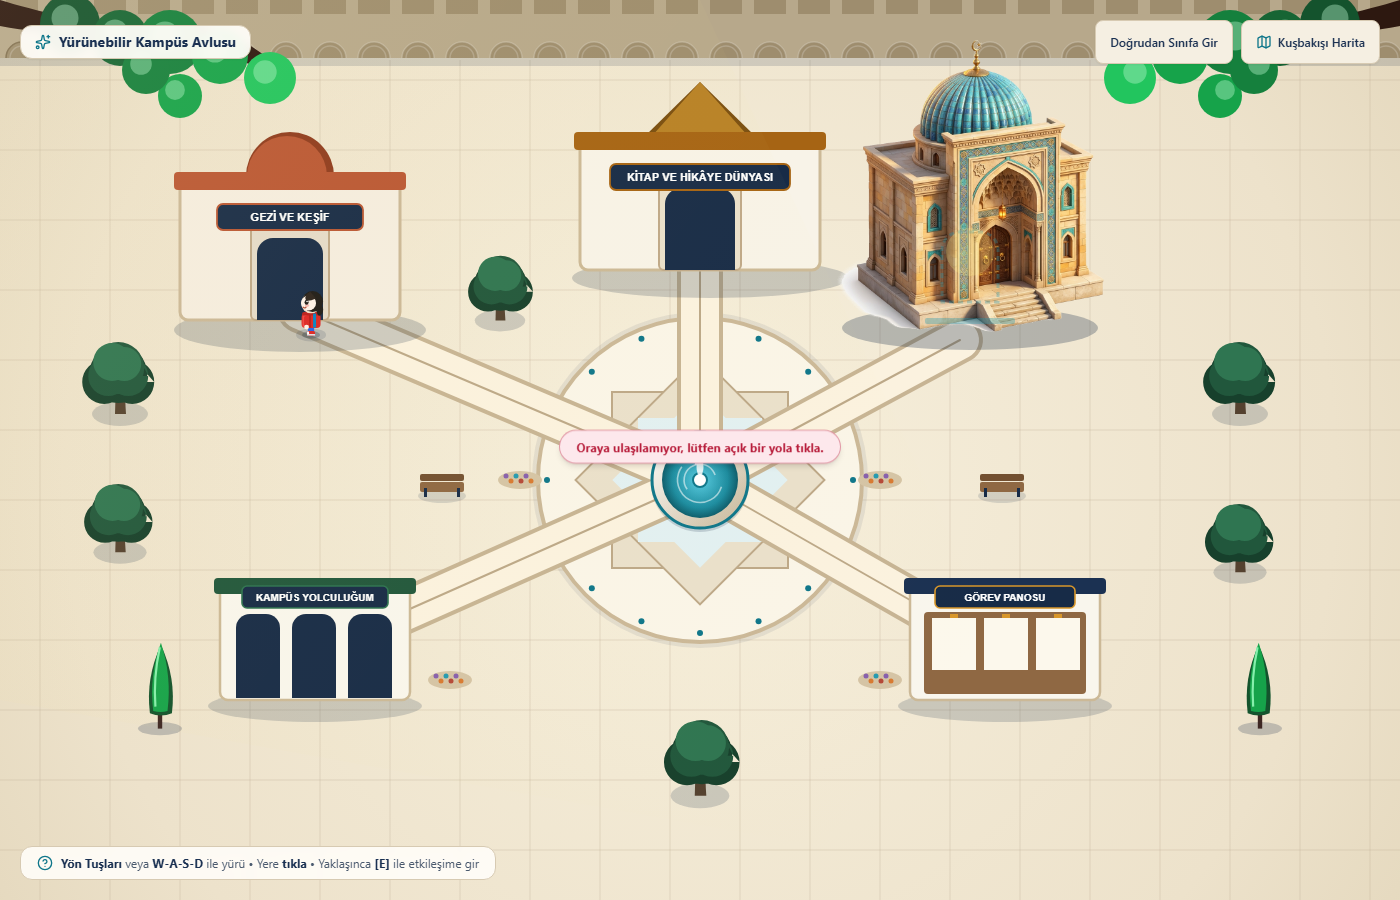 Yürünebilir Kampüs Avlusu
Doğrudan Sınıfa Gir
Kuşbakışı Harita
KİTAP VE HİKÂYE DÜNYASI
GEZİ VE KEŞİF
Oraya ulaşılamıyor, lütfen açık bir yola tıkla.
KAMPÜS YOLCULUĞUM
GÖREV PANOSU
Yön Tuşları veya W-A-S-D ile yürü • Yere tıkla • Yaklaşınca [E] ile etkileşime gir